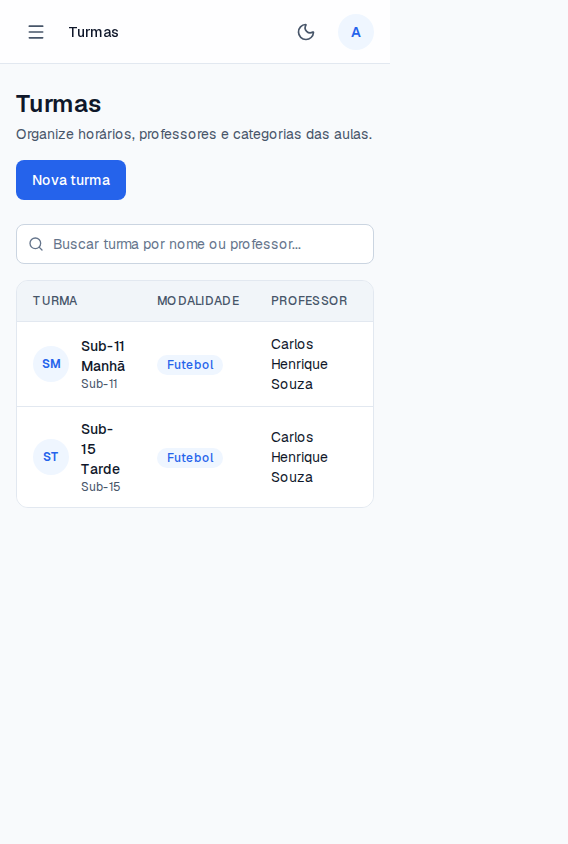 Turmas
A
Turmas
Organize horários, professores e categorias das aulas.
Nova turma
Buscar turma por nome ou professor...
TURMA MODALIDADE PROFESSOR
SM
Sub-11
Manhã
Sub-11
Futebol
Carlos
Henrique
Souza
ST
Sub-
15
Tarde
Sub-15
Futebol
Carlos
Henrique
Souza